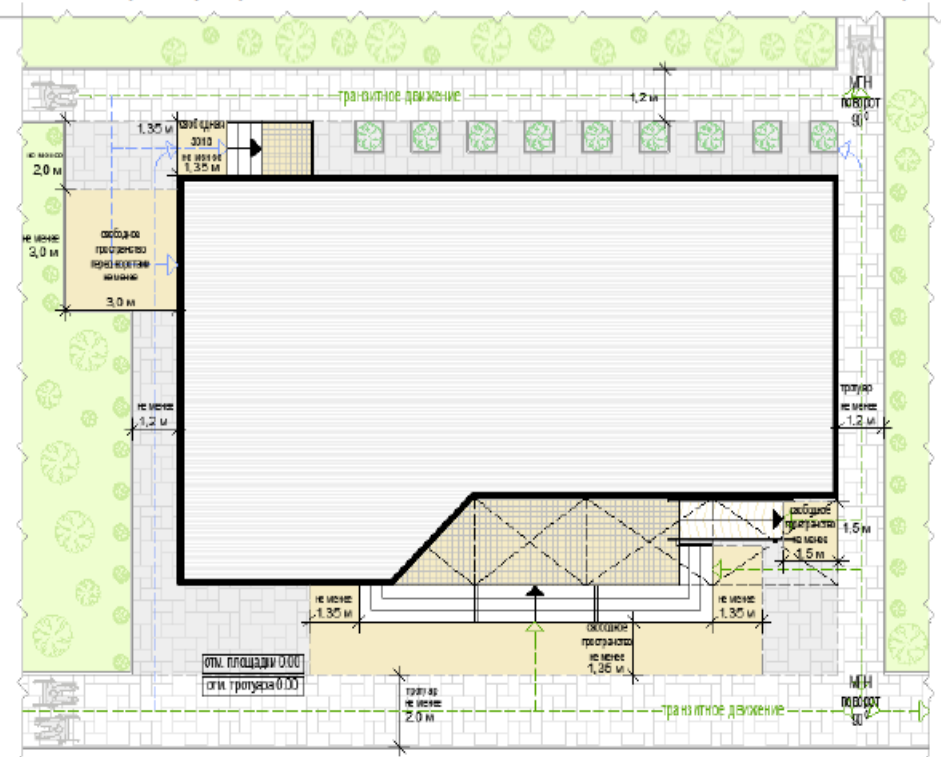 транзитное движение
1,2 м
МГН
поворот
90°
1,35 м
свободная
зона
не менее
1,35 м
не менее
2,0 м
не менее
3,0 м
свободное
пространство
перед воротами
не менее
3,0 м
не менее
1,2 м
тротуар
не менее
1,2 м
свободное
пространство
не менее
1,5 м
1,5 м
не менее
1,35 м
не менее
1,35 м
свободное
пространство
не менее
1,35 м
отм. площадки 0.00
отм. тротуара 0.00
тротуар
не менее
2,0 м
транзитное движение
МГН
поворот
90°